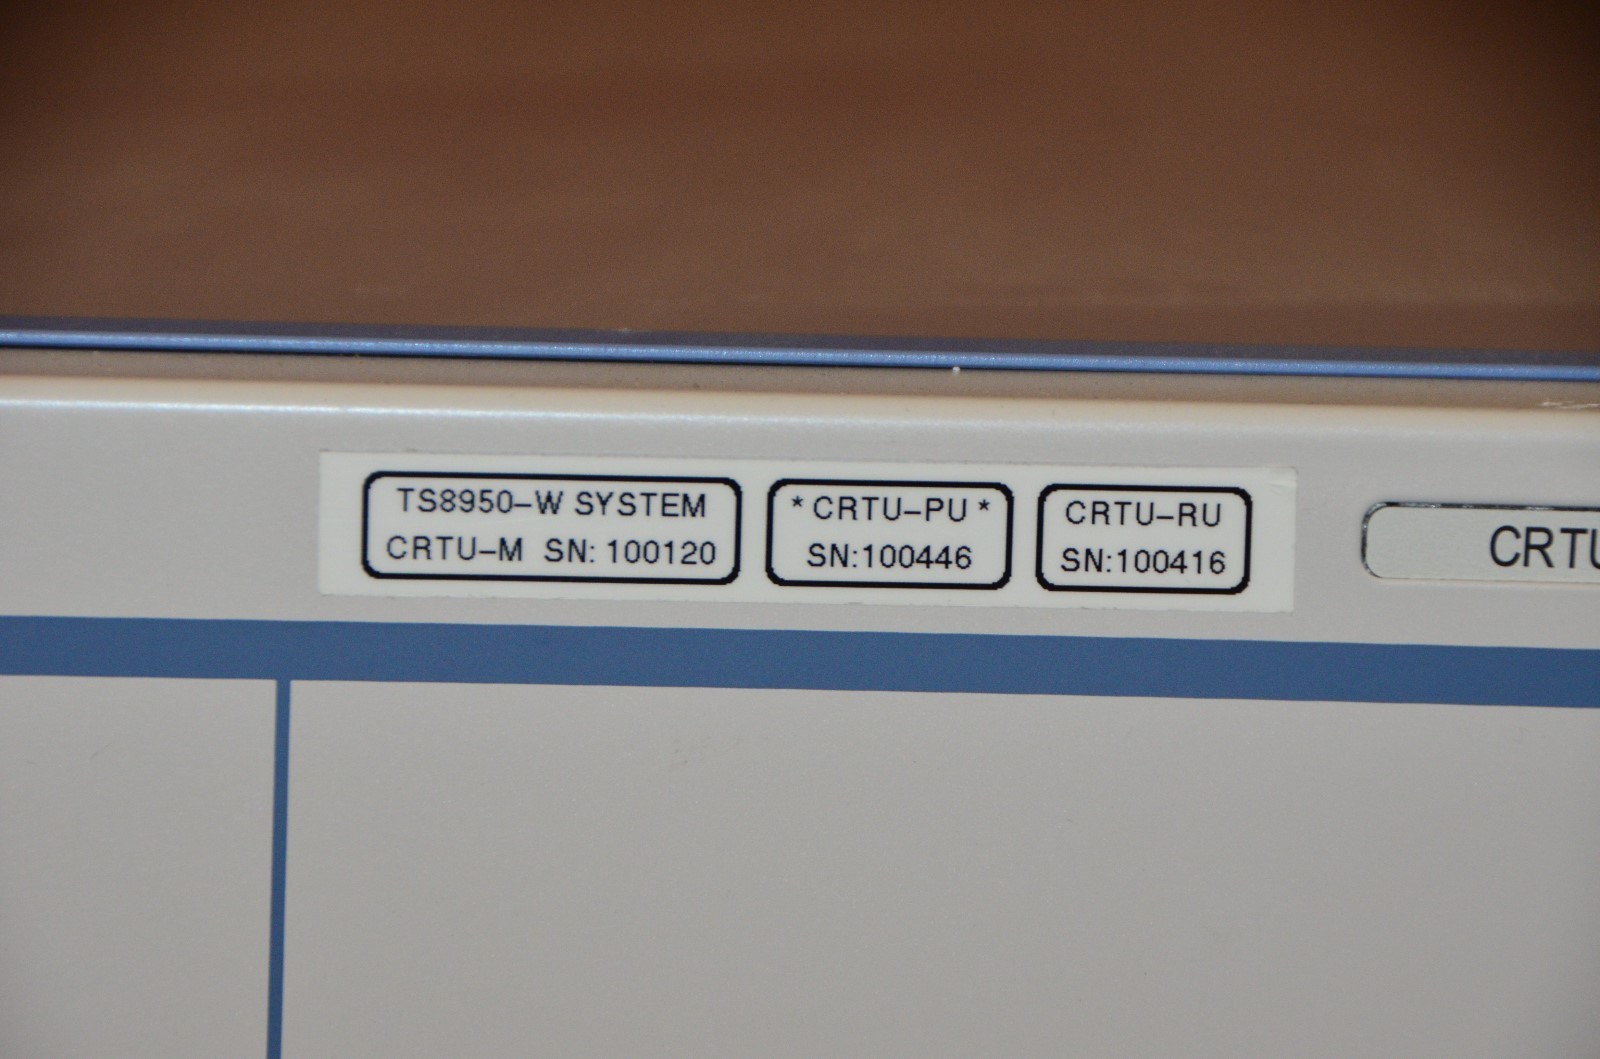 TS8950-W SYSTEM
CRTU-M SN: 100120
* CRTU-PU *
SN:100446
CRTU-RU
SN:100416
CRTU